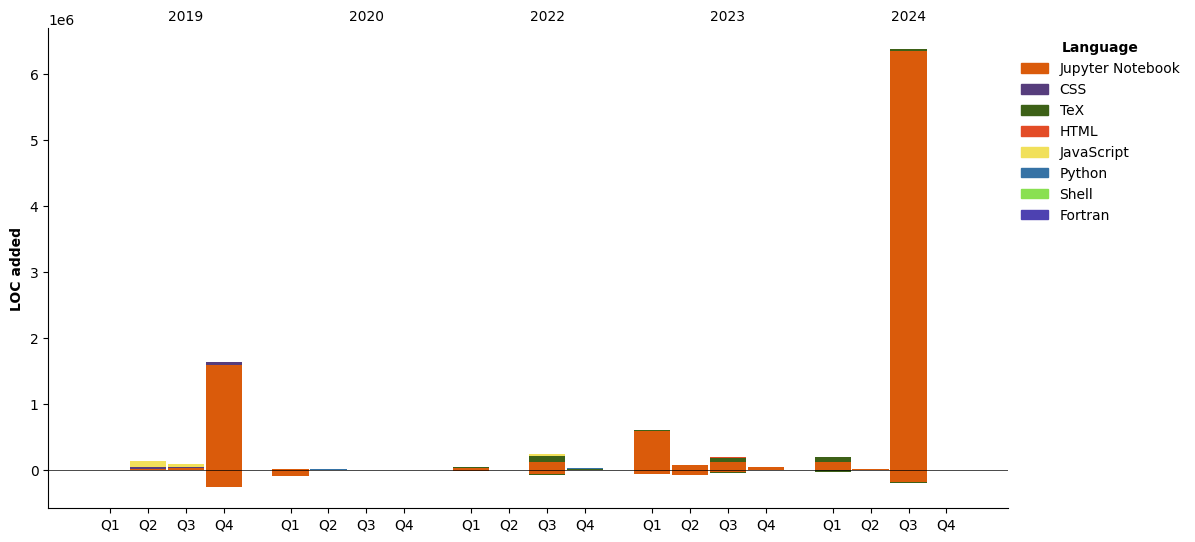 1e6
2019 2020 2022 2023 2024
6
5
4
3
2
1
0
LOC added
Q1 Q2 Q3 Q4 Q1 Q2 Q3 Q4 Q1 Q2 Q3 Q4 Q1 Q2 Q3 Q4 Q1 Q2 Q3 Q4
Language
Jupyter Notebook
CSS
TeX
HTML
JavaScript
Python
Shell
Fortran